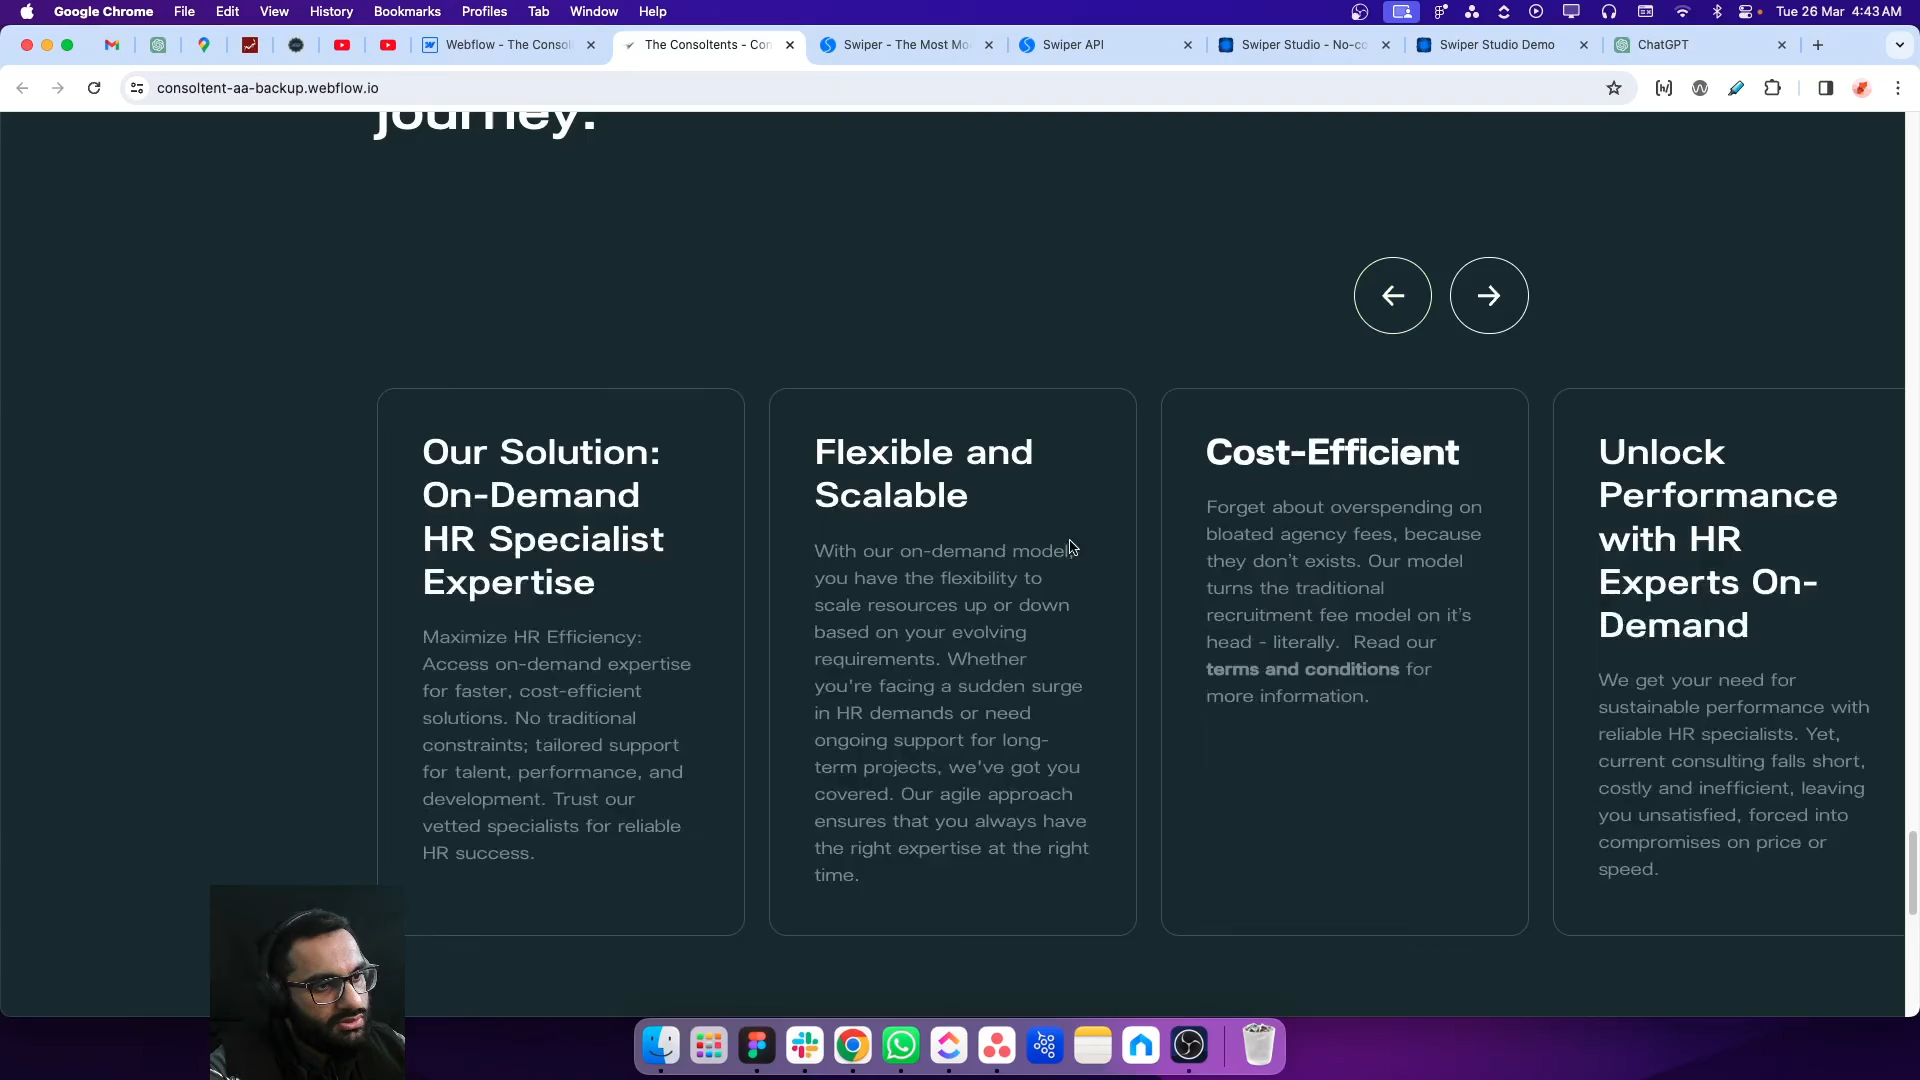 Google Chrome File Edit View History Bookmarks Profiles Tab Window Help Tue 26 Mar 4:43 AM
Webflow - The Consol The Consoltents - Con Swiper - The Most Mo Swiper API Swiper Studio - No-co Swiper Studio Demo ChatGPT
consoltent-aa-backup.webflow.io
journey.
Our Solution:
On-Demand
HR Specialist
Expertise
Maximize HR Efficiency:
Access on-demand expertise
for faster, cost-efficient
solutions. No traditional
constraints; tailored support
for talent, performance, and
development. Trust our
vetted specialists for reliable
HR success.
Flexible and
Scalable
With our on-demand model,
you have the flexibility to
scale resources up or down
based on your evolving
requirements. Whether
you're facing a sudden surge
in HR demands or need
ongoing support for long-
term projects, we've got you
covered. Our agile approach
ensures that you always have
the right expertise at the right
time.
Cost-Efficient
Forget about overspending on
bloated agency fees, because
they don’t exists. Our model
turns the traditional
recruitment fee model on it’s
head - literally. Read our
terms and conditions for
more information.
Unlock
Performance
with HR
Experts On-
Demand
We get your need for
sustainable performance with
reliable HR specialists. Yet,
current consulting falls short,
costly and inefficient, leaving
you unsatisfied, forced into
compromises on price or
speed.